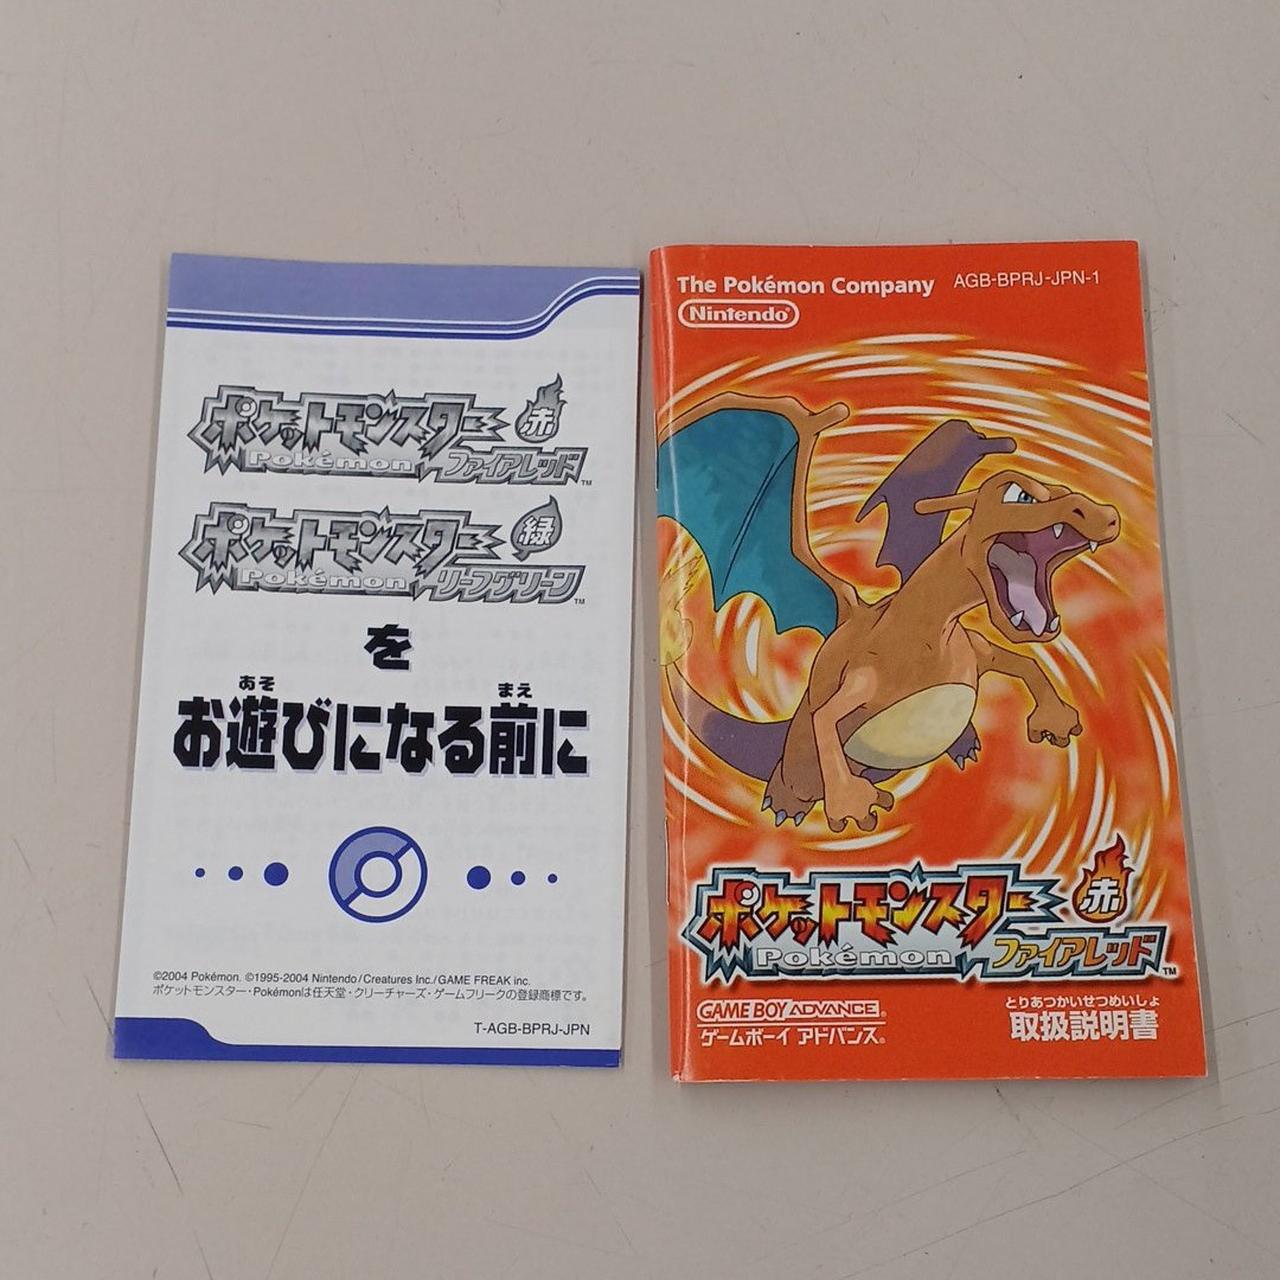 ポケットモンスター 赤
Pokémon ファイアレッド™
ポケットモンスター 緑
Pokémon リーフグリーン™
を
あそ まえ
お遊びになる前に
©2004 Pokémon. ©1995-2004 Nintendo/Creatures Inc./GAME FREAK inc.
ポケットモンスター・Pokémonは任天堂・クリーチャーズ・ゲームフリークの登録商標です。
T-AGB-BPRJ-JPN
The Pokémon Company AGB-BPRJ-JPN-1
Nintendo®
ポケットモンスター 赤
Pokémon ファイアレッド™
GAME BOY ADVANCE®
ゲームボーイ アドバンス®
とりあつかいせつめいしょ
取扱説明書